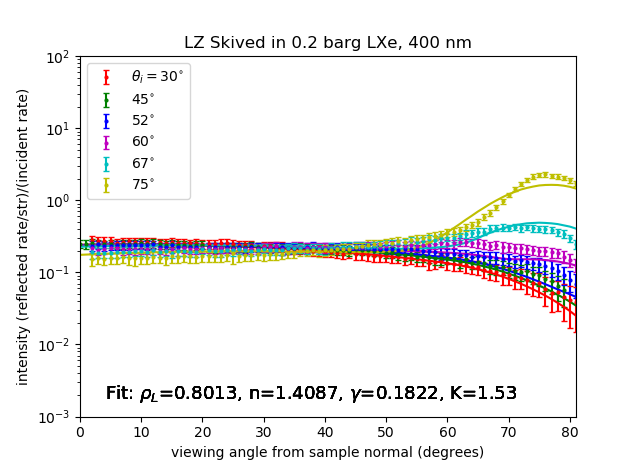 LZ Skived in 0.2 barg LXe, 400 nm
intensity (reflected rate/str)/(incident rate)
10²
10¹
10⁰
10⁻¹
10⁻²
10⁻³
θᵢ = 30°
45°
52°
60°
67°
75°
Fit: ρ_L=0.8013, n=1.4087, γ=0.1822, K=1.53
0 10 20 30 40 50 60 70 80
viewing angle from sample normal (degrees)